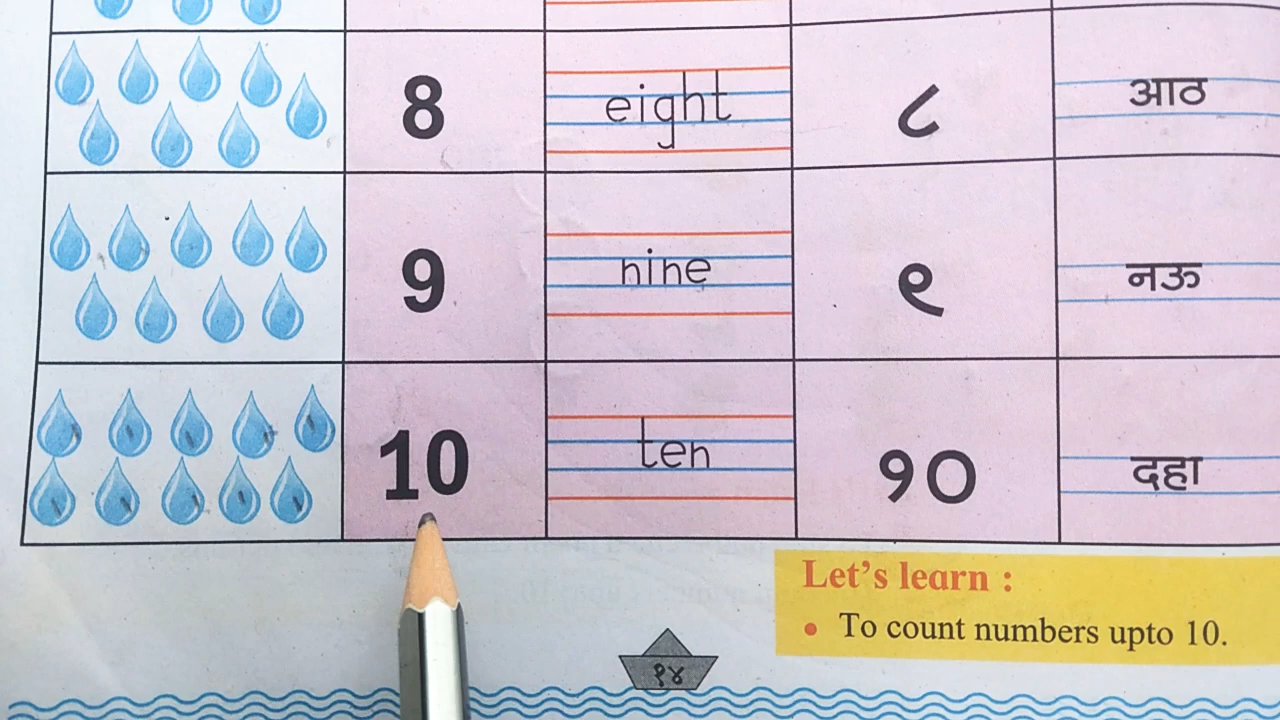 8 eight ८ आठ
9 nine ९ नऊ
10 ten १० दहा
Let's learn :
• To count numbers upto 10.
१४